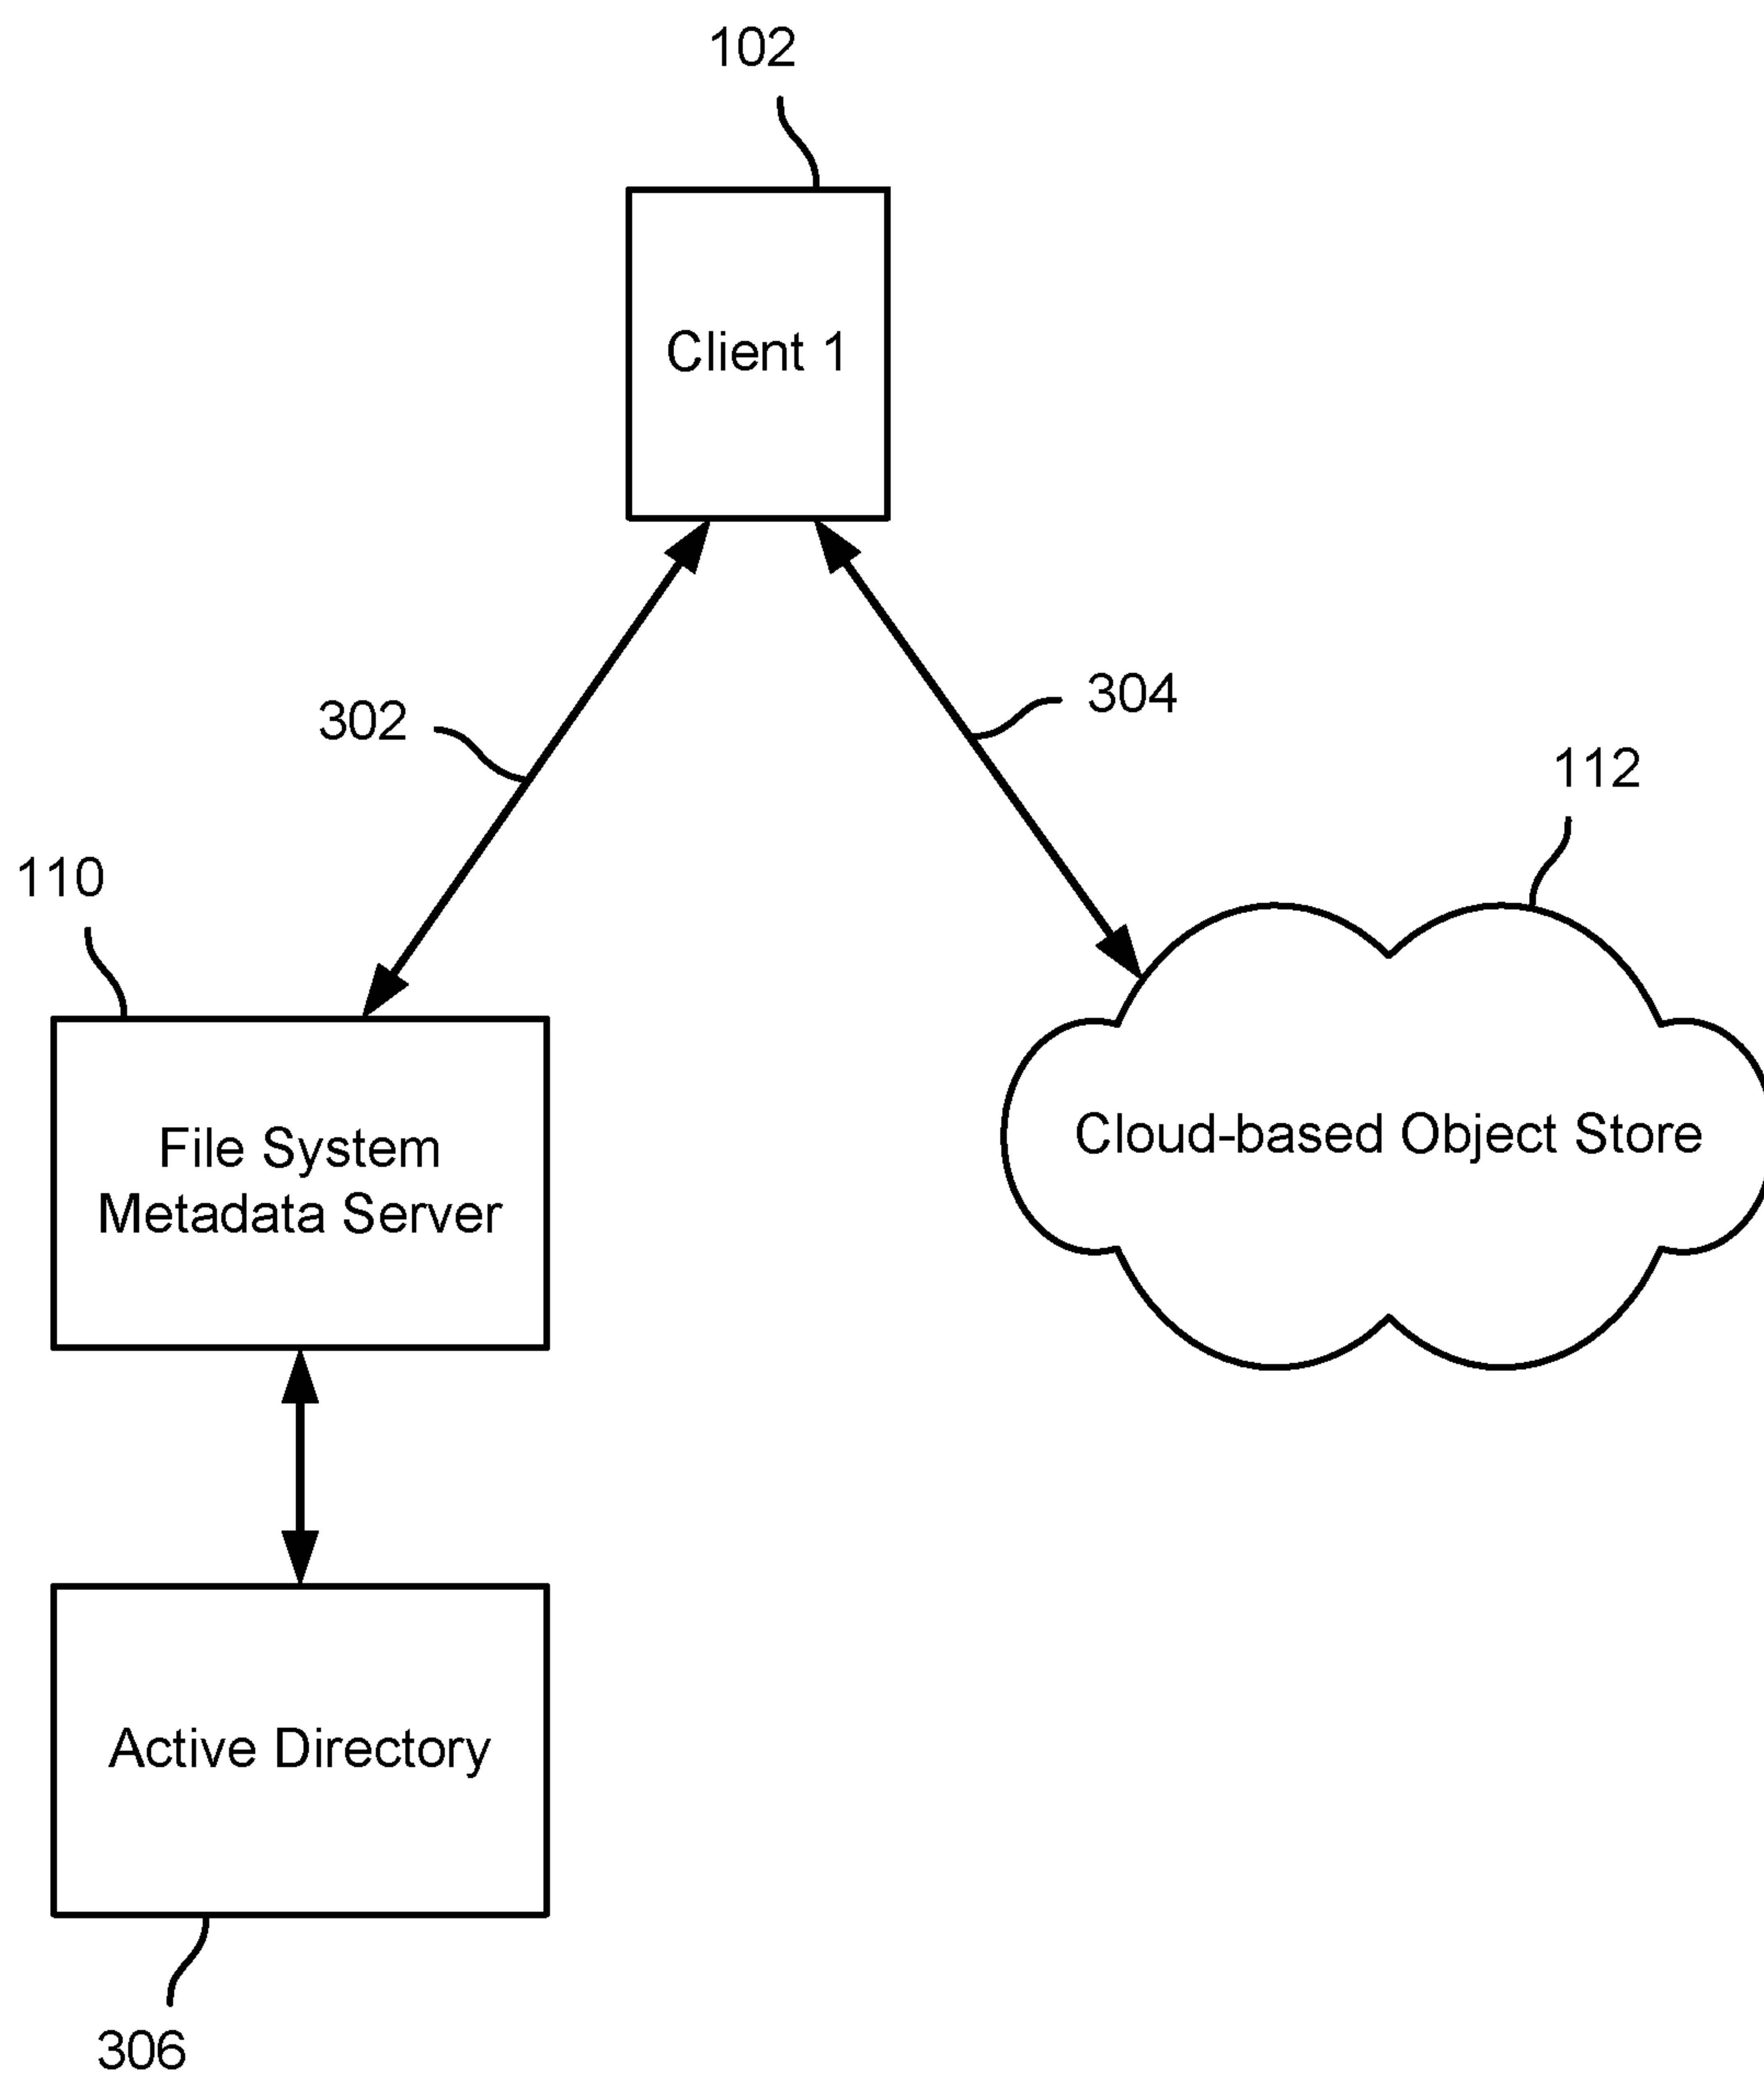 102
Client 1
302
304
112
110
File System
Metadata Server
Cloud-based Object Store
Active Directory
306